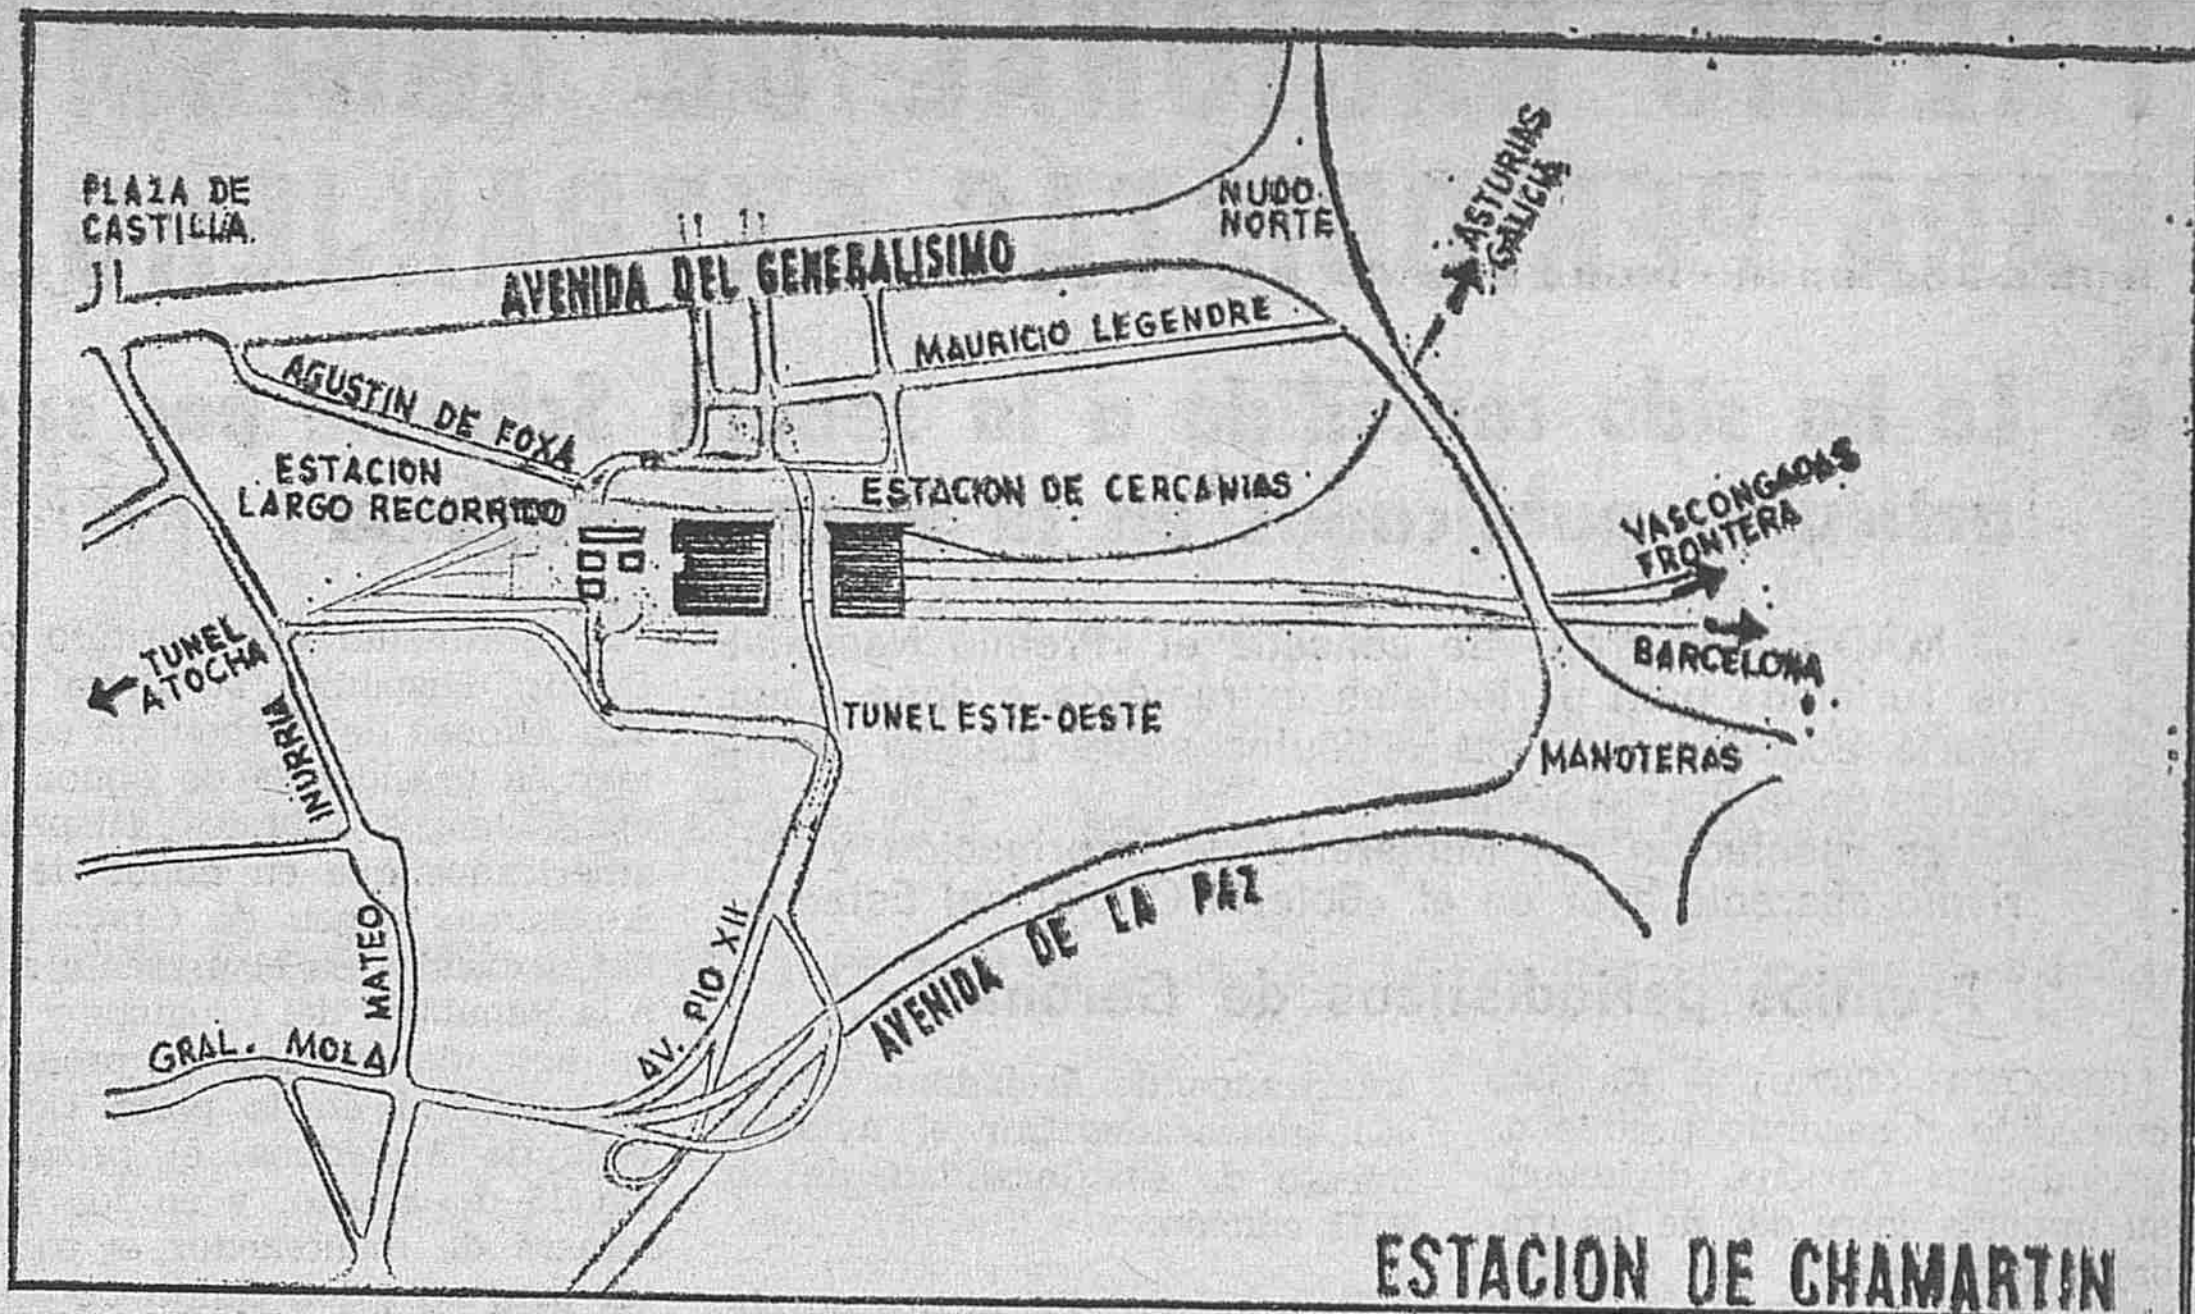 PLAZA DE
CASTILLA.
NUDO
NORTE
ASTURIAS
GALICIA
AVENIDA DEL GENERALISIMO
MAURICIO LEGENDRE
AGUSTIN DE FOXÁ
ESTACION
LARGO RECORRIDO
ESTACION DE CERCANIAS
VASCONGADAS
FRONTERA
TUNEL
ATOCHA
BARCELONA
TUNEL ESTE-OESTE
INURRIA
MANOTERAS
MATEO
AV. PIO XII
AVENIDA DE LA PAZ
GRAL. MOLA
ESTACION DE CHAMARTIN